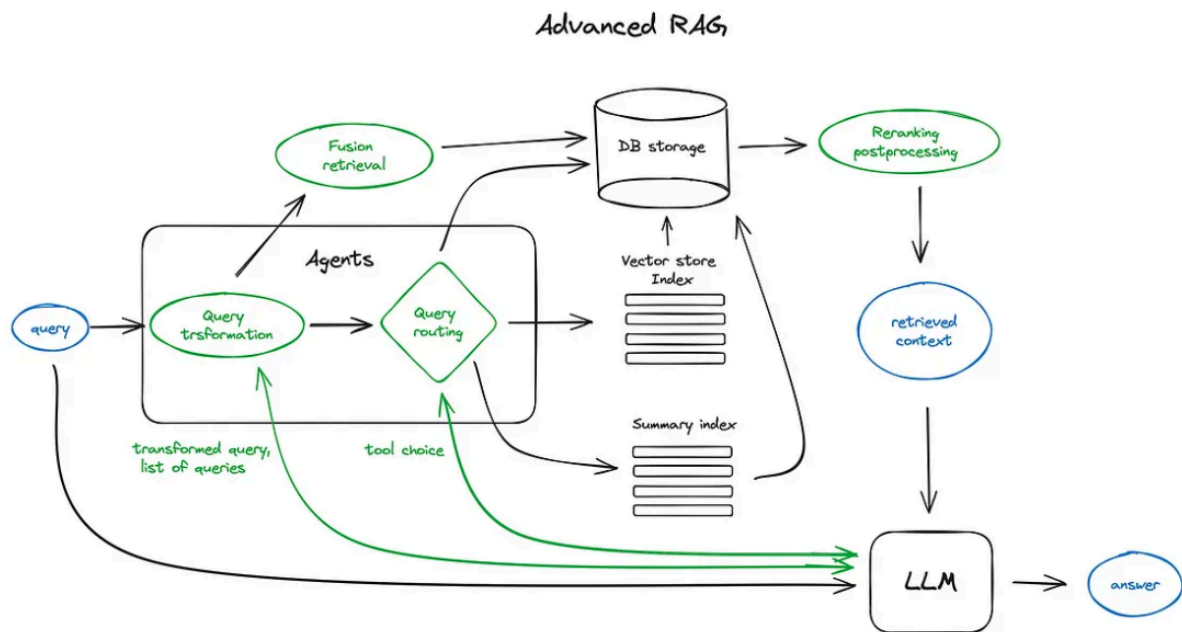 Advanced RAG
Fusion
retrieval
DB storage
Reranking
postprocessing
Agents
Vector store
Index
query
Query
trsformation
Query
routing
retrieved
context
Summary index
transformed query,
list of queries
tool choice
LLM
answer